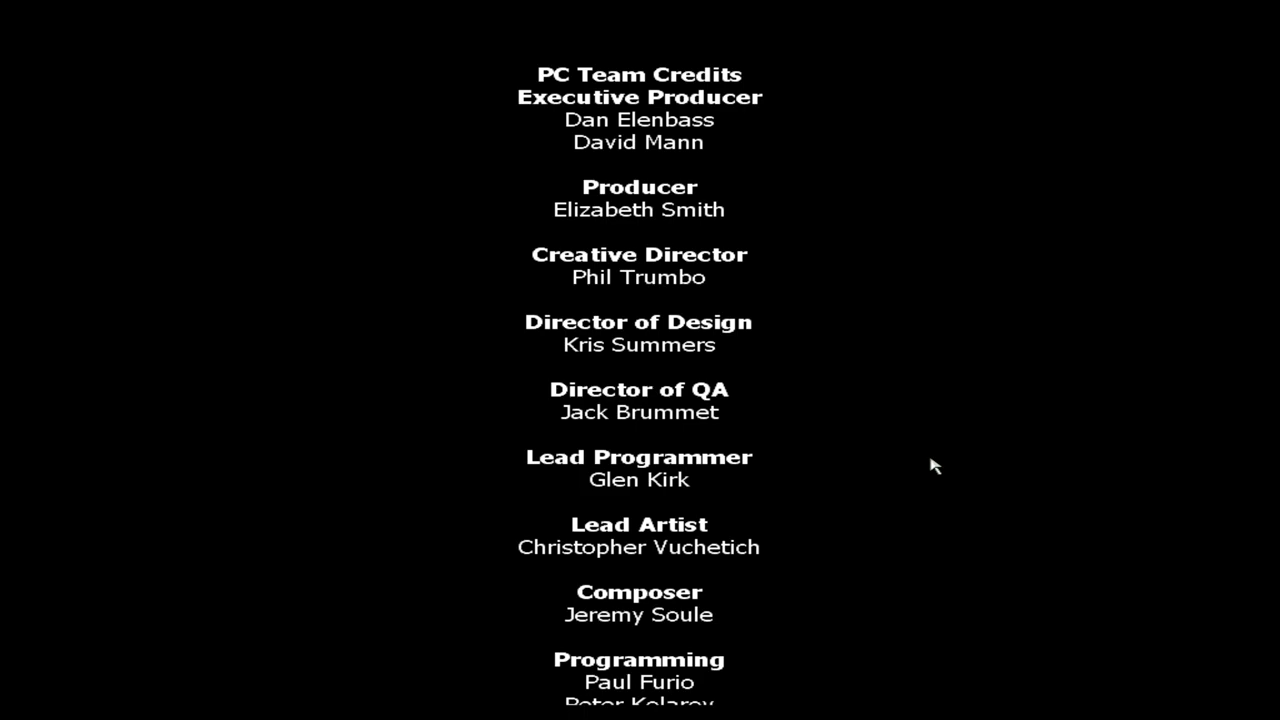 PC Team Credits
Executive Producer
Dan Elenbass
David Mann
Producer
Elizabeth Smith
Creative Director
Phil Trumbo
Director of Design
Kris Summers
Director of QA
Jack Brummet
Lead Programmer
Glen Kirk
Lead Artist
Christopher Vuchetich
Composer
Jeremy Soule
Programming
Paul Furio
Peter